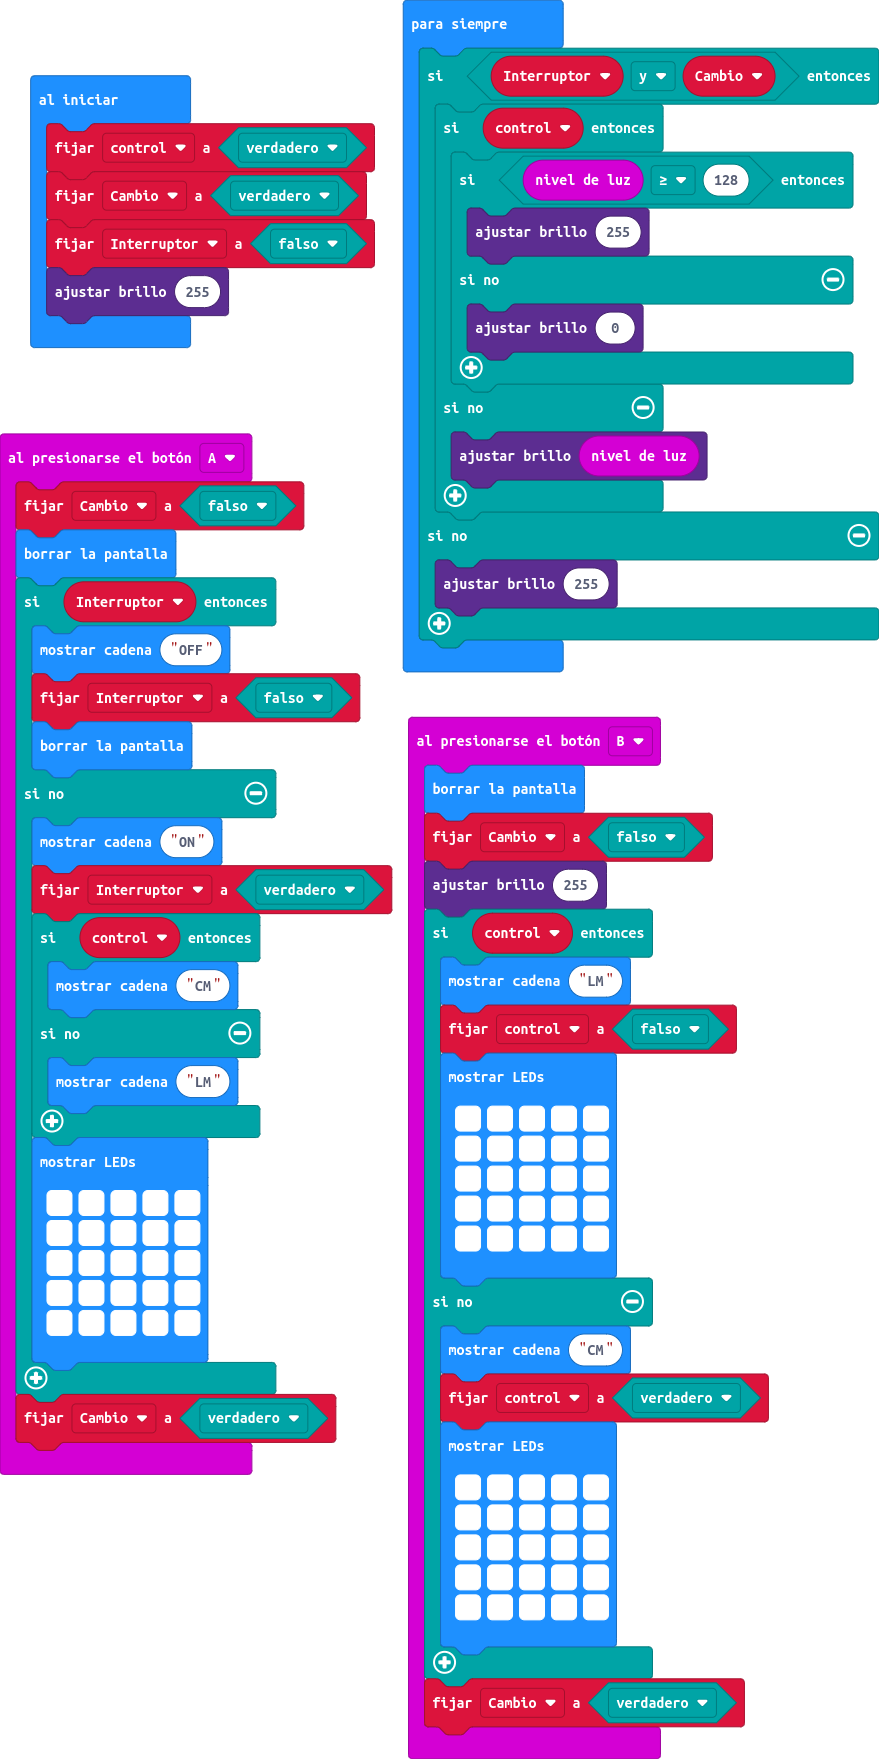 al iniciar
fijar control a verdadero
fijar Cambio a verdadero
fijar Interruptor a falso
ajustar brillo 255
para siempre
si Interruptor y Cambio entonces
si control entonces
si nivel de luz ≥ 128 entonces
ajustar brillo 255
si no
ajustar brillo 0
si no
ajustar brillo nivel de luz
si no
ajustar brillo 255
al presionarse el botón A
fijar Cambio a falso
borrar la pantalla
si Interruptor entonces
mostrar cadena "OFF"
fijar Interruptor a falso
borrar la pantalla
si no
mostrar cadena "ON"
fijar Interruptor a verdadero
si control entonces
mostrar cadena "CM"
si no
mostrar cadena "LM"
mostrar LEDs
fijar Cambio a verdadero
al presionarse el botón B
borrar la pantalla
fijar Cambio a falso
ajustar brillo 255
si control entonces
mostrar cadena "LM"
fijar control a falso
mostrar LEDs
si no
mostrar cadena "CM"
fijar control a verdadero
mostrar LEDs
fijar Cambio a verdadero